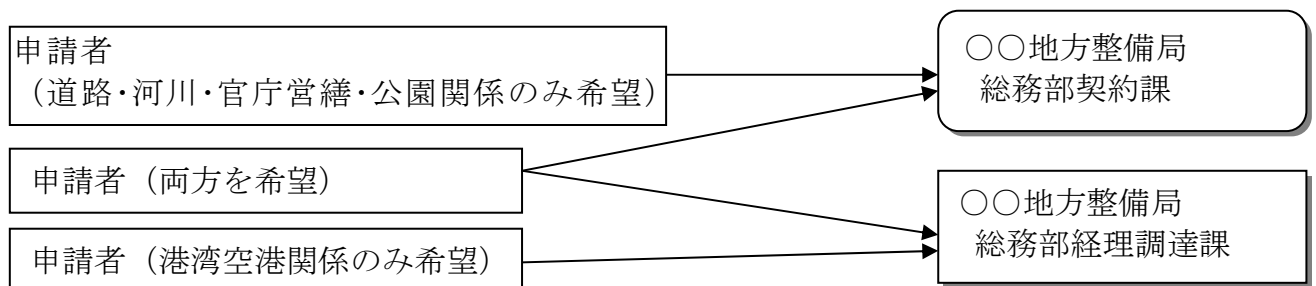 申請者
（道路・河川・官庁営繕・公園関係のみ希望）
○○地方整備局
総務部契約課
申請者（両方を希望）
○○地方整備局
総務部経理調達課
申請者（港湾空港関係のみ希望）